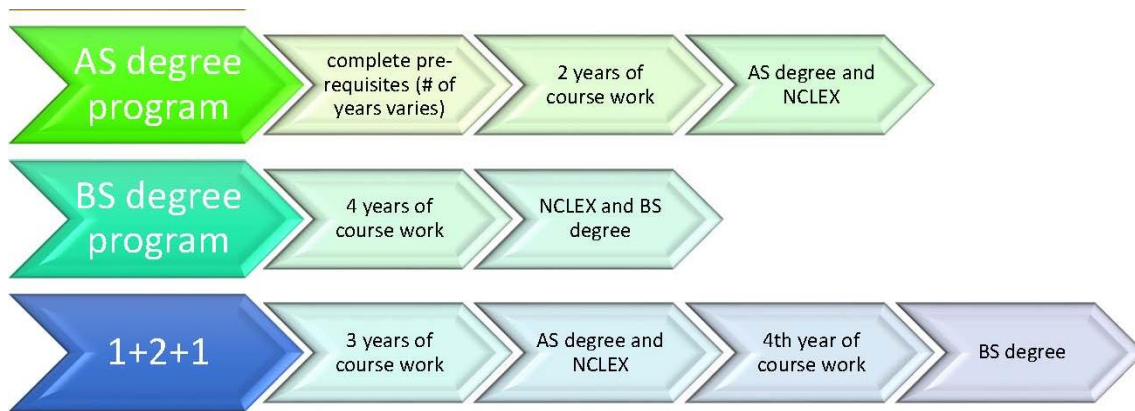 AS degree
program
complete pre-
requisites (# of
years varies)
2 years of
course work
AS degree and
NCLEX
BS degree
program
4 years of
course work
NCLEX and BS
degree
1+2+1
3 years of
course work
AS degree and
NCLEX
4th year of
course work
BS degree